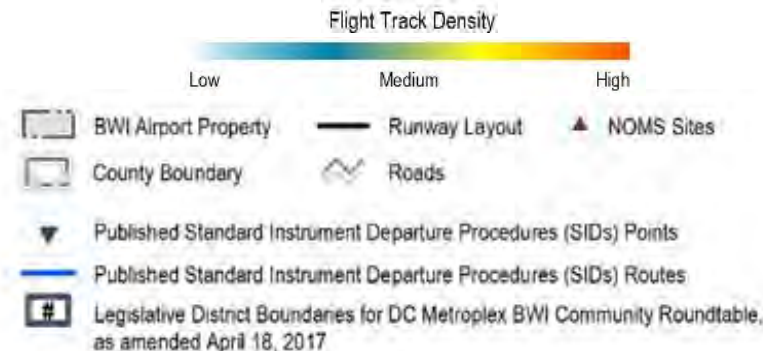 Flight Track Density
Low Medium High
BWI Airport Property Runway Layout NOMS Sites
County Boundary Roads
Published Standard Instrument Departure Procedures (SIDs) Points
Published Standard Instrument Departure Procedures (SIDs) Routes
# Legislative District Boundaries for DC Metroplex BWI Community Roundtable,
as amended April 18, 2017